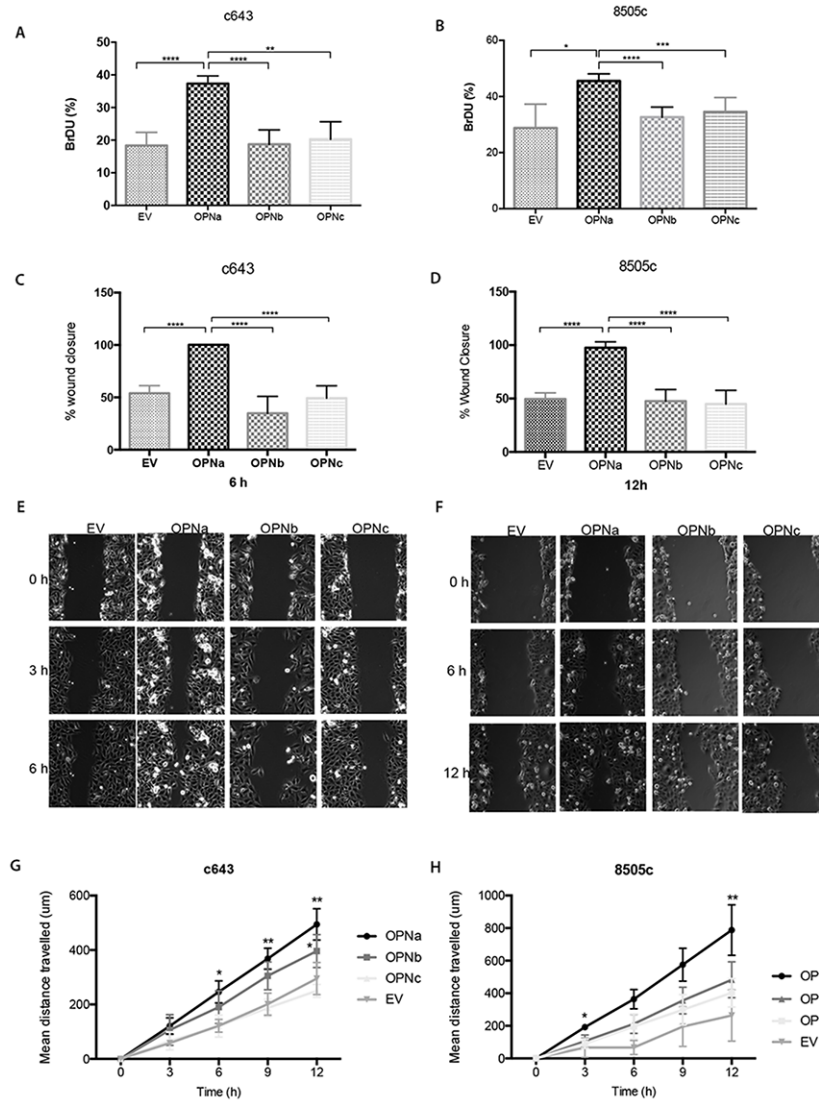 A
c643
BrDU (%)
50
40
30
20
10
0
****
****
**
EV OPNa OPNb OPNc
B
8505c
BrDU (%)
60
40
20
0
*
****
***
EV OPNa OPNb OPNc
C
c643
% wound closure
150
100
50
0
****
****
****
EV OPNa OPNb OPNc
6 h
D
8505c
% Wound Closure
150
100
50
0
****
****
****
EV OPNa OPNb OPNc
12h
E
EV OPNa OPNb OPNc
0 h
3 h
6 h
F
EV OPNa OPNb OPNc
0 h
6 h
12 h
G
c643
Mean distance travelled (um)
600
400
200
0
*
**
**
*
0 3 6 9 12
Time (h)
OPNa
OPNb
OPNc
EV
H
8505c
Mean distance travelled (um)
1000
800
600
400
200
0
*
**
0 3 6 9 12
Time (h)
OP
OP
OP
EV